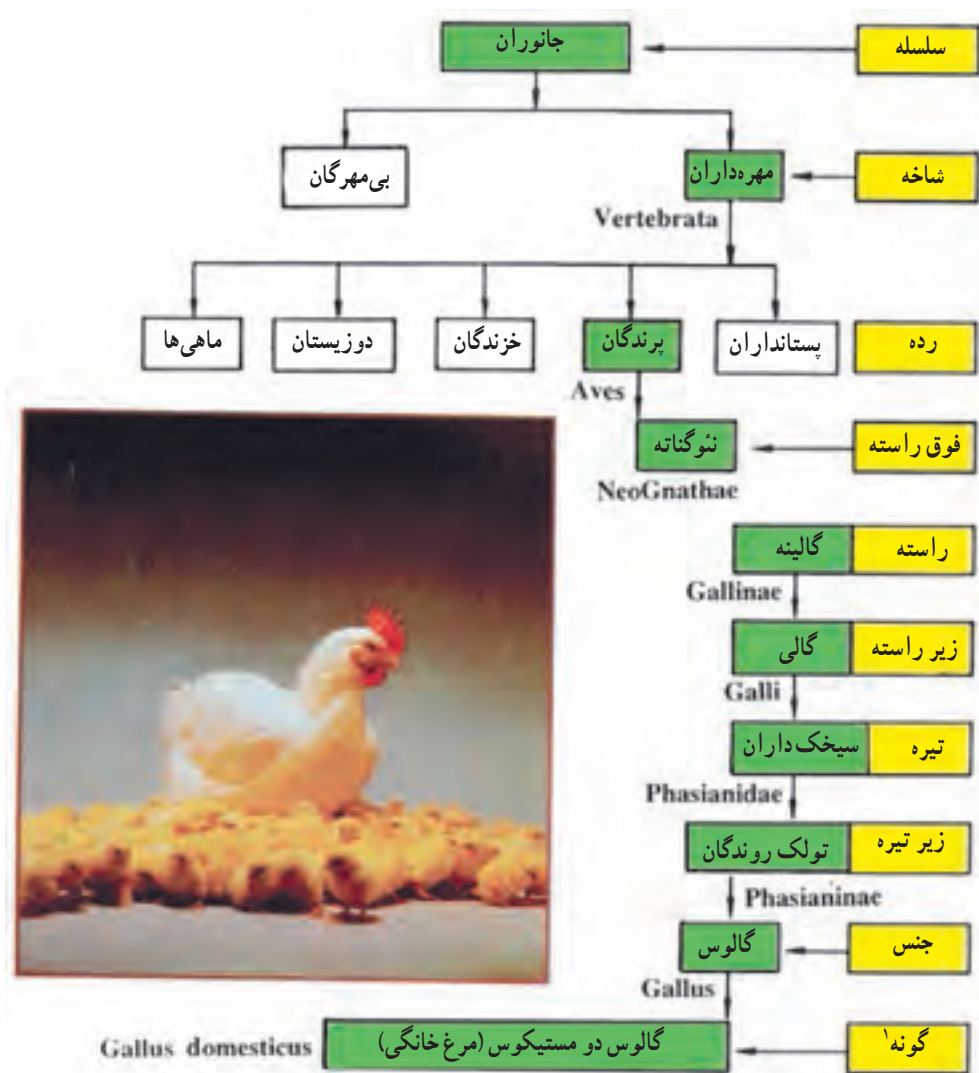 سلسله جانوران
شاخه مهره‌داران بی‌مهرگان
Vertebrata
رده پستانداران پرندگان خزندگان دوزیستان ماهی‌ها
Aves
فوق راسته نئوگناته
NeoGnathae
راسته گالینه
Gallinae
زیر راسته گالی
Galli
تیره سیخک‌داران
Phasianidae
زیر تیره تولک روندگان
Phasianinae
جنس گالوس
Gallus
گونه۱ گالوس دو مستیکوس (مرغ خانگی) Gallus domesticus